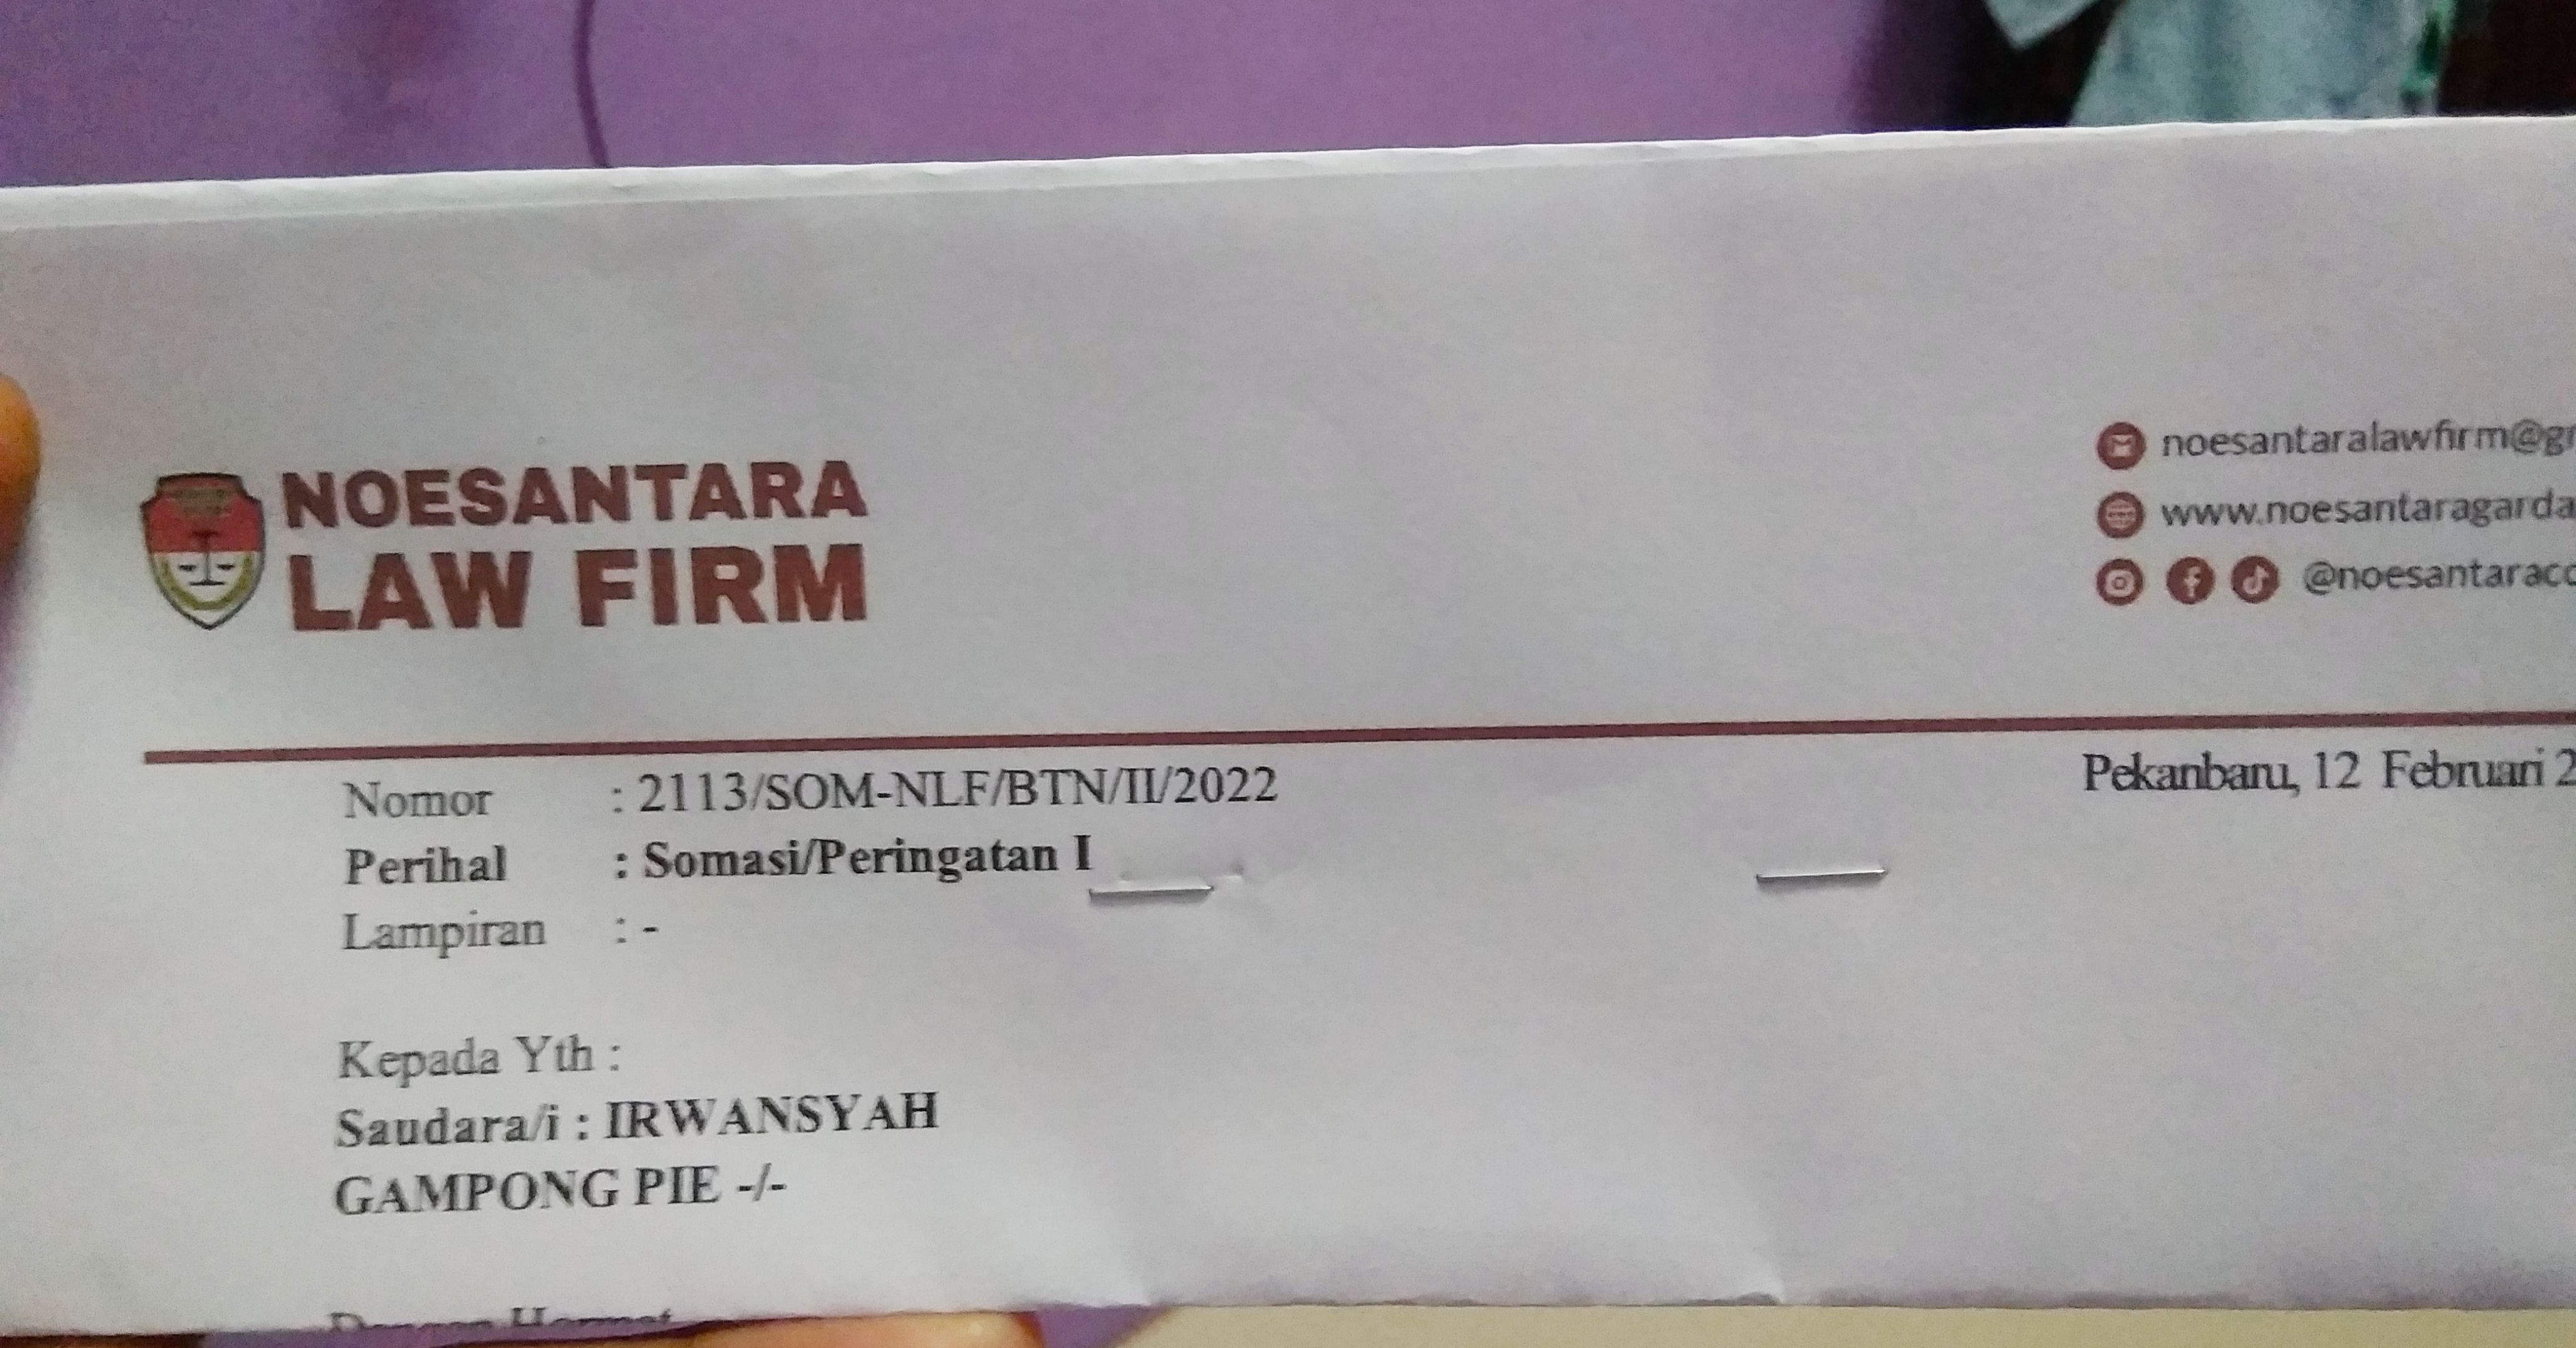 NOESANTARA
LAW FIRM
noesantaralawfirm@g
www.noesantaragarda
@noesantarac
Nomor : 2113/SOM-NLF/BTN/II/2022
Pekanbaru, 12 Februari 2
Perihal : Somasi/Peringatan I
Lampiran : -
Kepada Yth :
Saudara/i : IRWANSYAH
GAMPONG PIE -/-